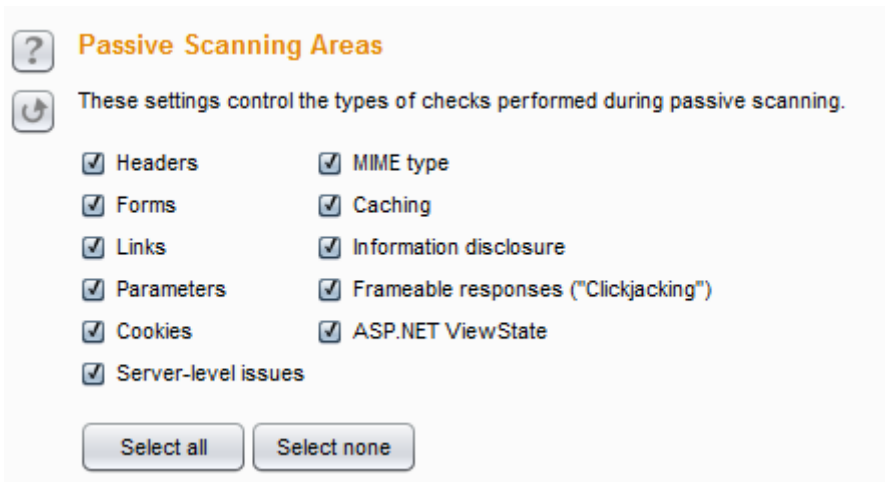 Passive Scanning Areas
These settings control the types of checks performed during passive scanning.
Headers
MIME type
Forms
Caching
Links
Information disclosure
Parameters
Frameable responses ("Clickjacking")
Cookies
ASP.NET ViewState
Server-level issues
Select all
Select none